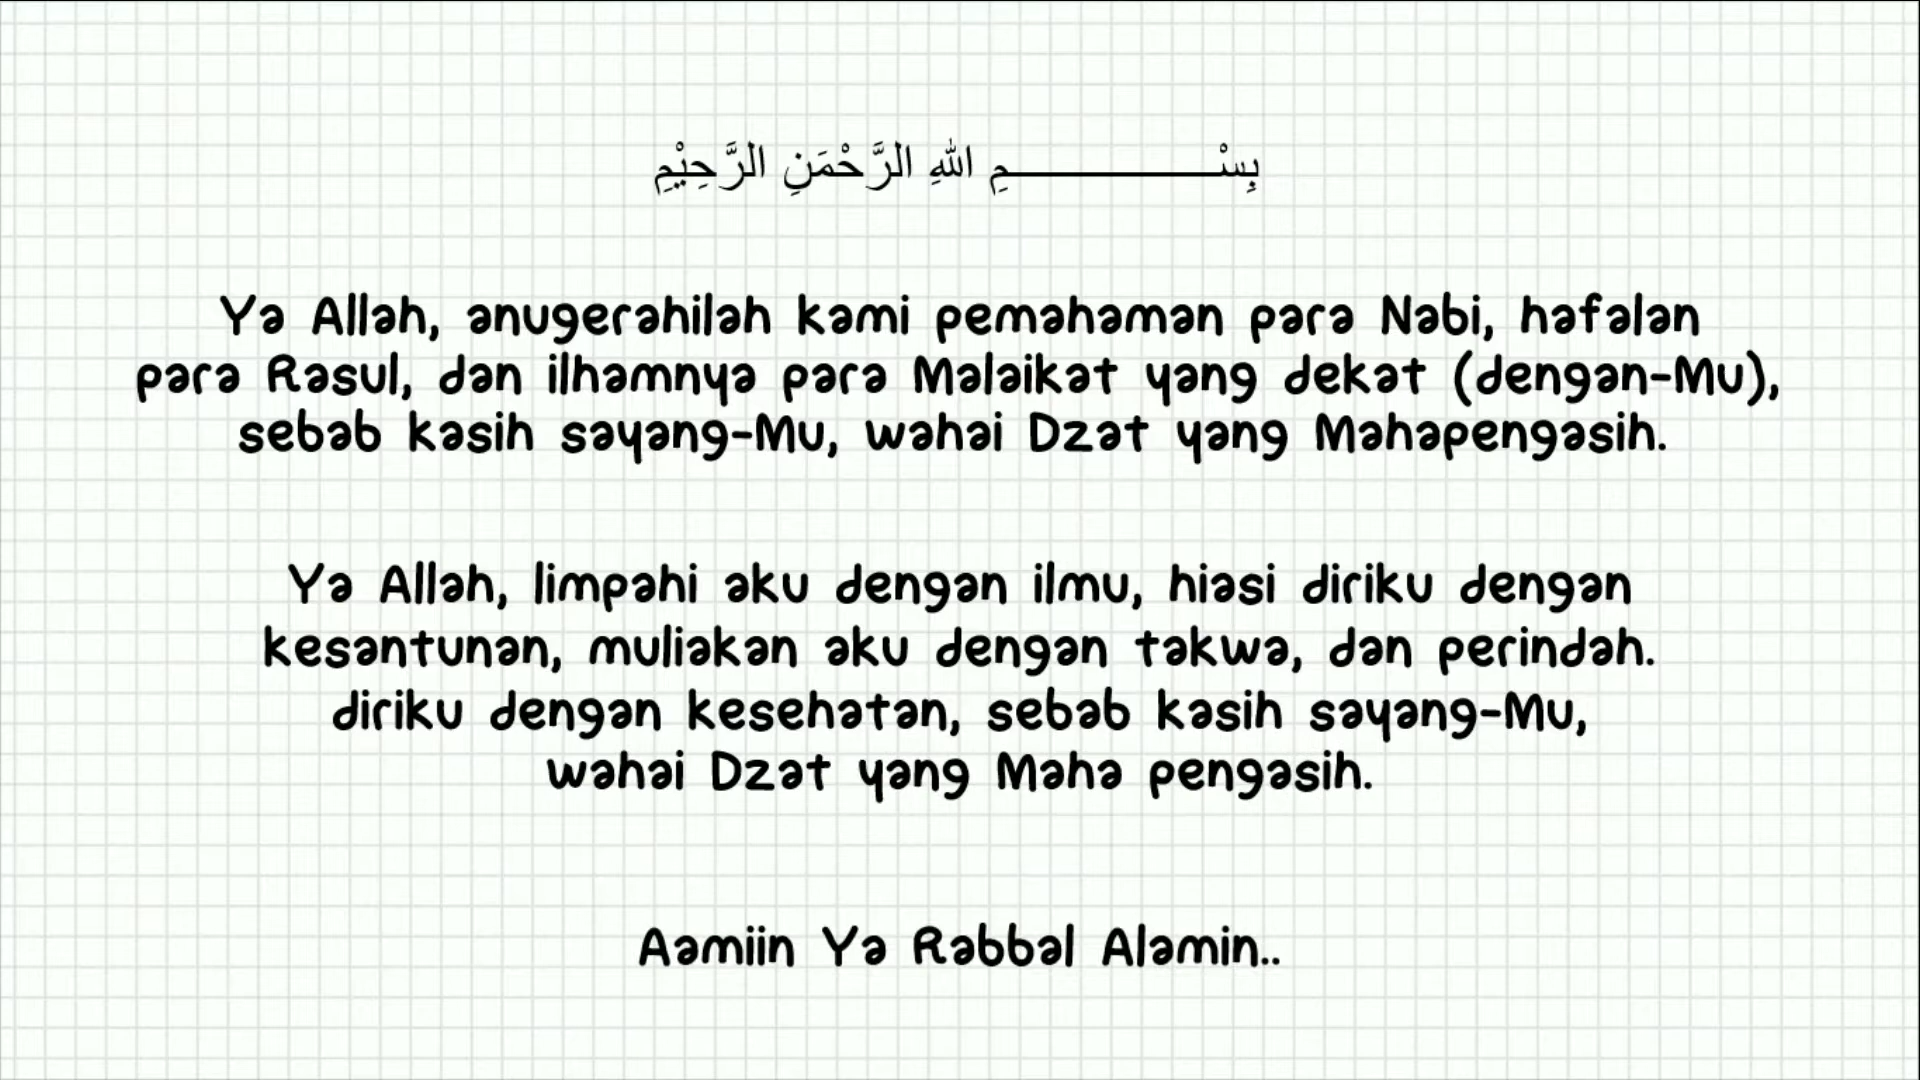 بِسْــــــــــــــــــمِ اللهِ الرَّحْمَنِ الرَّحِيْمِ
Ya Allah, anugerahilah kami pemahaman para Nabi, hafalan
para Rasul, dan ilhamnya para Malaikat yang dekat (dengan-Mu),
sebab kasih sayang-Mu, wahai Dzat yang Mahapengasih.
Ya Allah, limpahi aku dengan ilmu, hiasi diriku dengan
kesantunan, muliakan aku dengan takwa, dan perindah.
diriku dengan kesehatan, sebab kasih sayang-Mu,
wahai Dzat yang Maha pengasih.
Aamiin Ya Rabbal Alamin..